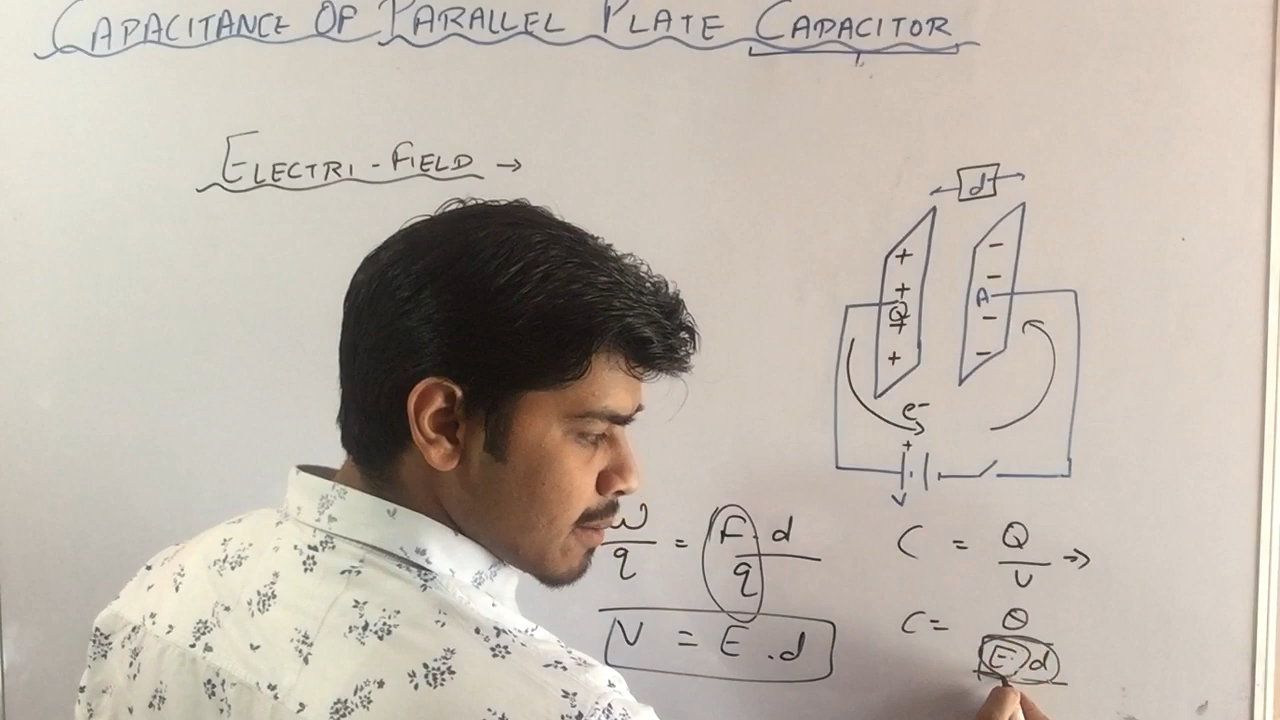 CAPACITANCE OF PARALLEL PLATE CAPACITOR
ELECTRI-FIELD →
d
+ −
+ −
Q A
+ −
+ −
e−
+
V
W/q = F.d/q
V = E.d
C = Q/V →
C = Q/E.d